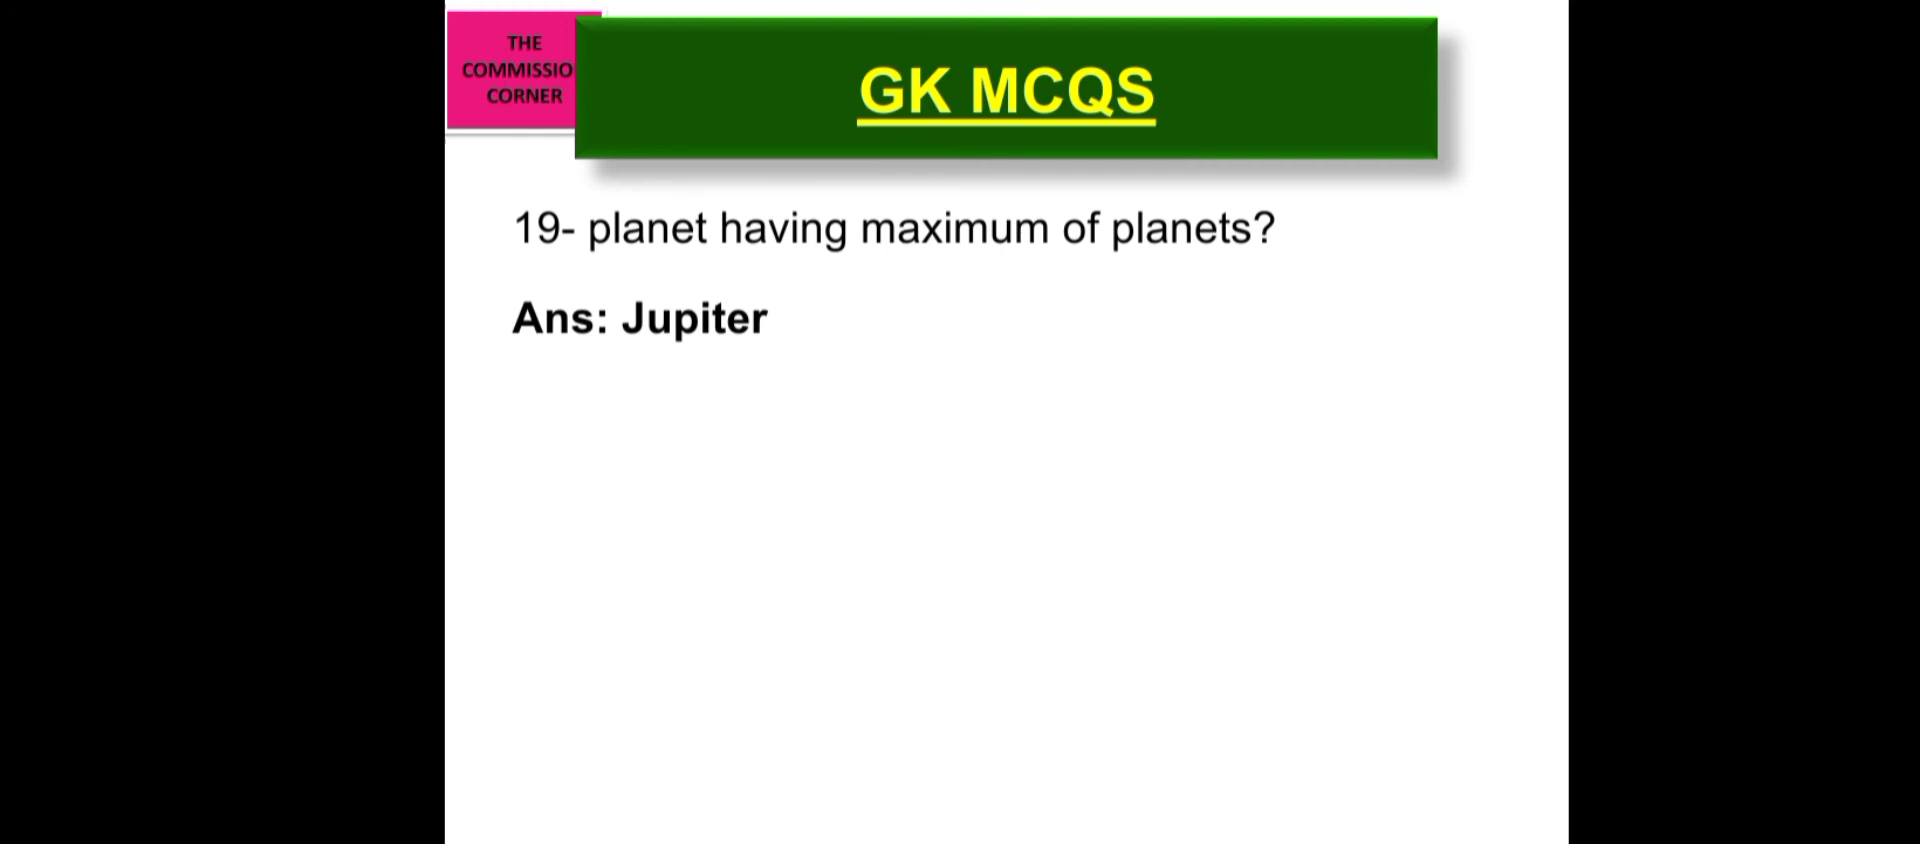 THE
COMMISSIO
CORNER
GK MCQS
19- planet having maximum of planets?
Ans: Jupiter